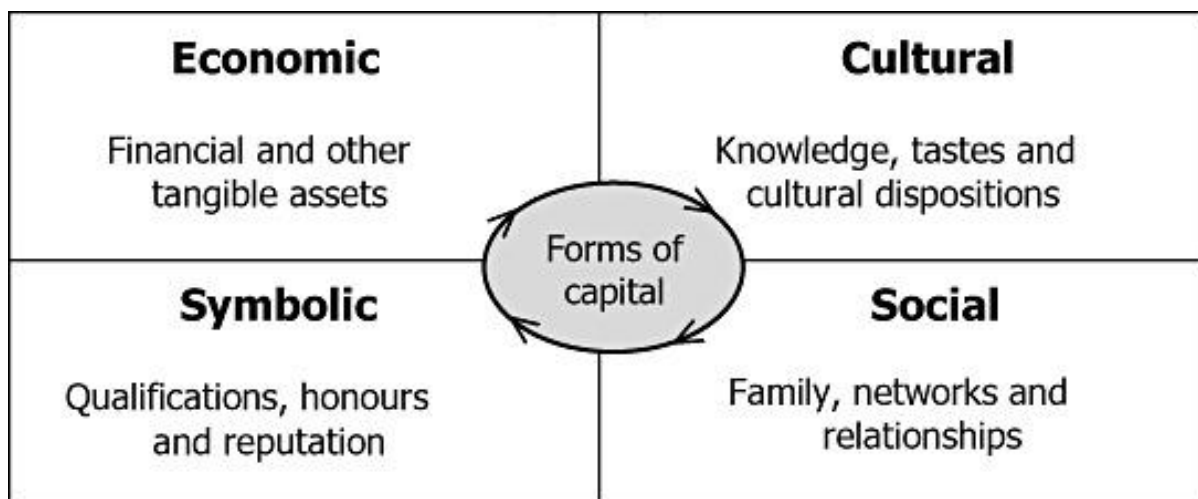 Economic
Financial and other
tangible assets
Cultural
Knowledge, tastes and
cultural dispositions
Forms of
capital
Symbolic
Qualifications, honours
and reputation
Social
Family, networks and
relationships